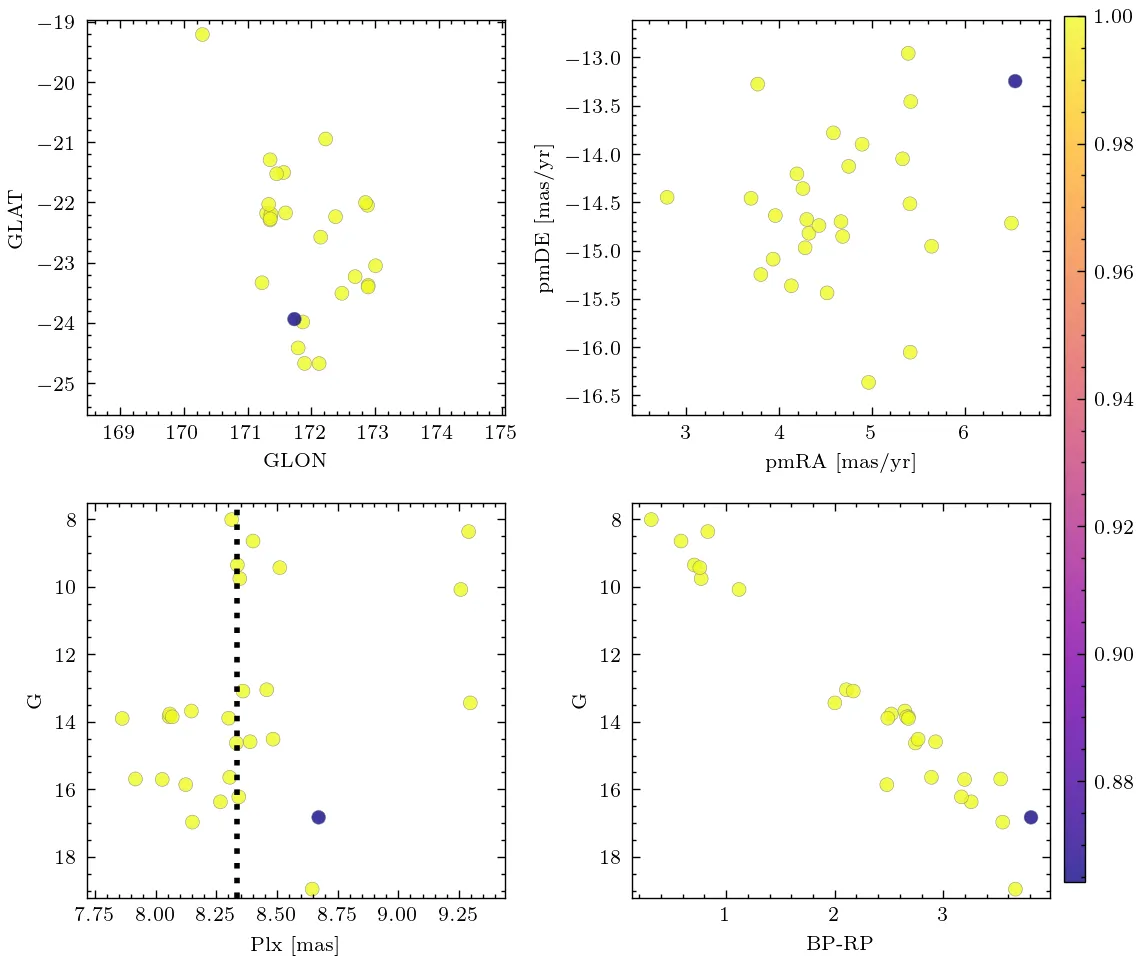 −19
−20
−21
−22
−23
−24
−25
GLAT
169 170 171 172 173 174 175
GLON
−13.0
−13.5
−14.0
−14.5
−15.0
−15.5
−16.0
−16.5
pmDE [mas/yr]
3 4 5 6
pmRA [mas/yr]
8
10
12
14
16
18
G
7.75 8.00 8.25 8.50 8.75 9.00 9.25
Plx [mas]
8
10
12
14
16
18
G
1 2 3
BP-RP
1.00
0.98
0.96
0.94
0.92
0.90
0.88